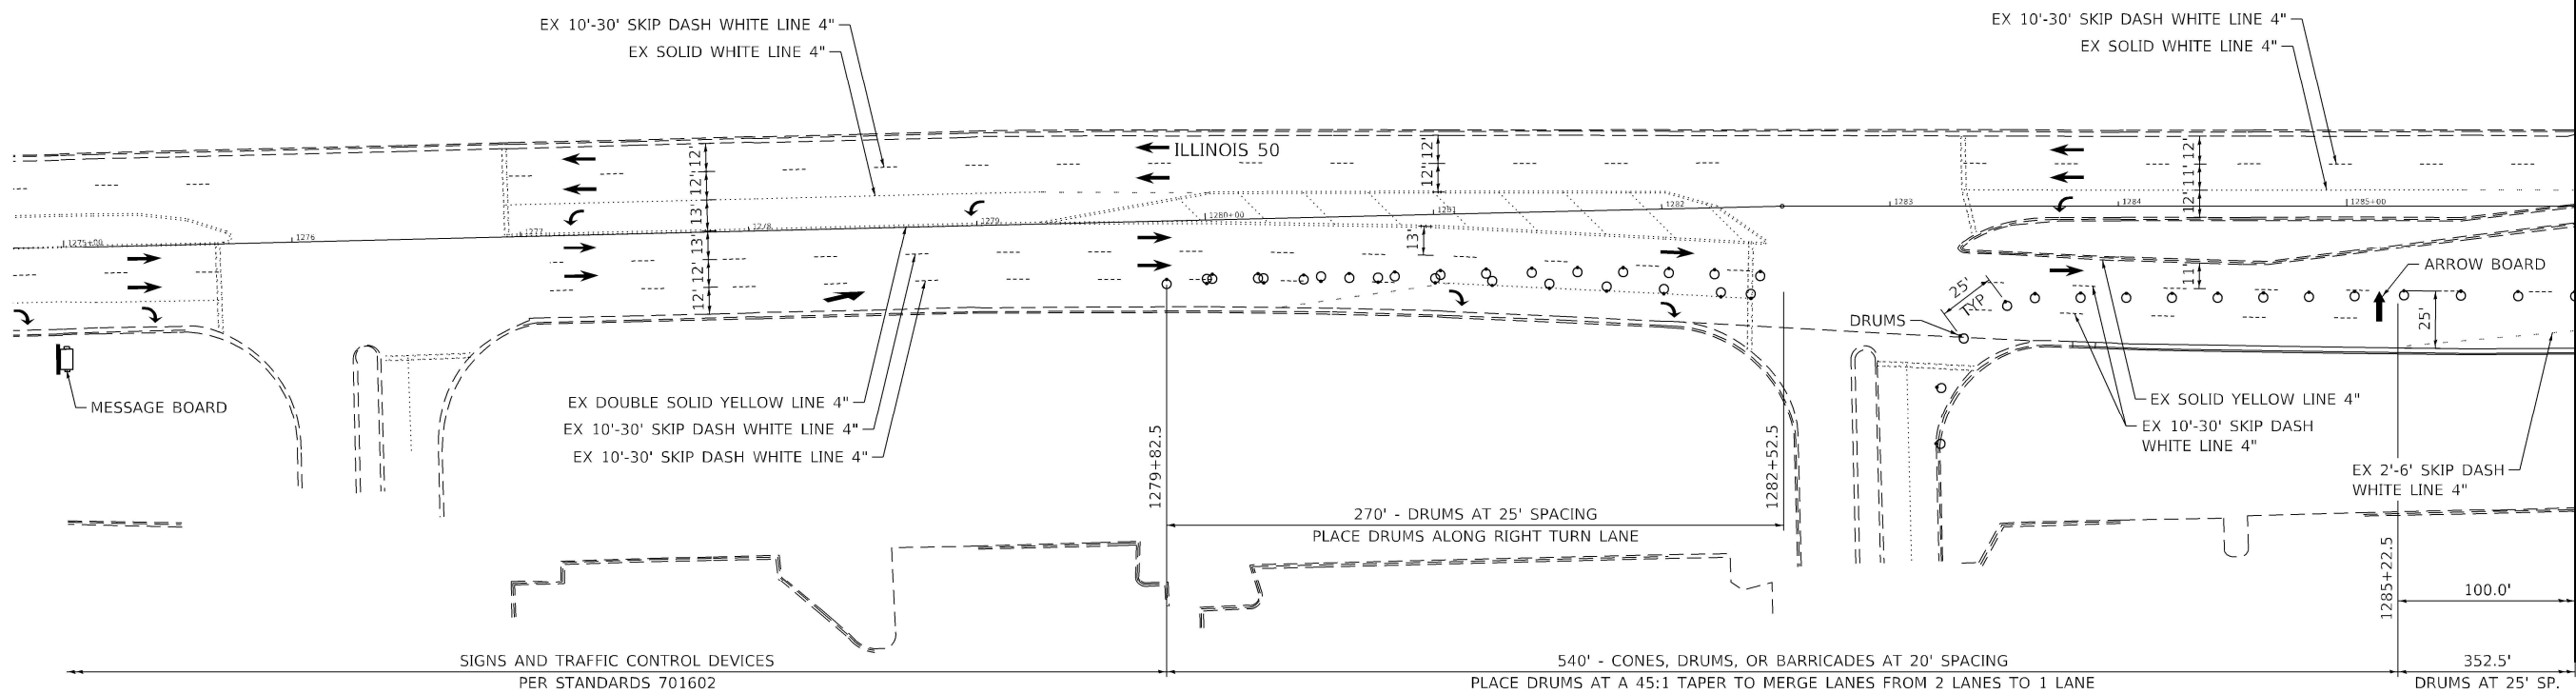 EX 10'-30' SKIP DASH WHITE LINE 4"
EX SOLID WHITE LINE 4"
EX 10'-30' SKIP DASH WHITE LINE 4"
EX SOLID WHITE LINE 4"
ILLINOIS 50
12'
12'
13'
13'
12'
12'
12'
12'
13'
12'
11'
12'
11'
1275+00
1276
1277
1278
1279
1280+00
1281
1282
1283
1284
1285+00
ARROW BOARD
25'
TYP
DRUMS
25'
MESSAGE BOARD
EX DOUBLE SOLID YELLOW LINE 4"
EX 10'-30' SKIP DASH WHITE LINE 4"
EX 10'-30' SKIP DASH WHITE LINE 4"
EX SOLID YELLOW LINE 4"
EX 10'-30' SKIP DASH
WHITE LINE 4"
EX 2'-6' SKIP DASH
WHITE LINE 4"
1279+82.5
1282+52.5
1285+22.5
270' - DRUMS AT 25' SPACING
PLACE DRUMS ALONG RIGHT TURN LANE
100.0'
SIGNS AND TRAFFIC CONTROL DEVICES
PER STANDARDS 701602
540' - CONES, DRUMS, OR BARRICADES AT 20' SPACING
PLACE DRUMS AT A 45:1 TAPER TO MERGE LANES FROM 2 LANES TO 1 LANE
352.5'
DRUMS AT 25' SP.